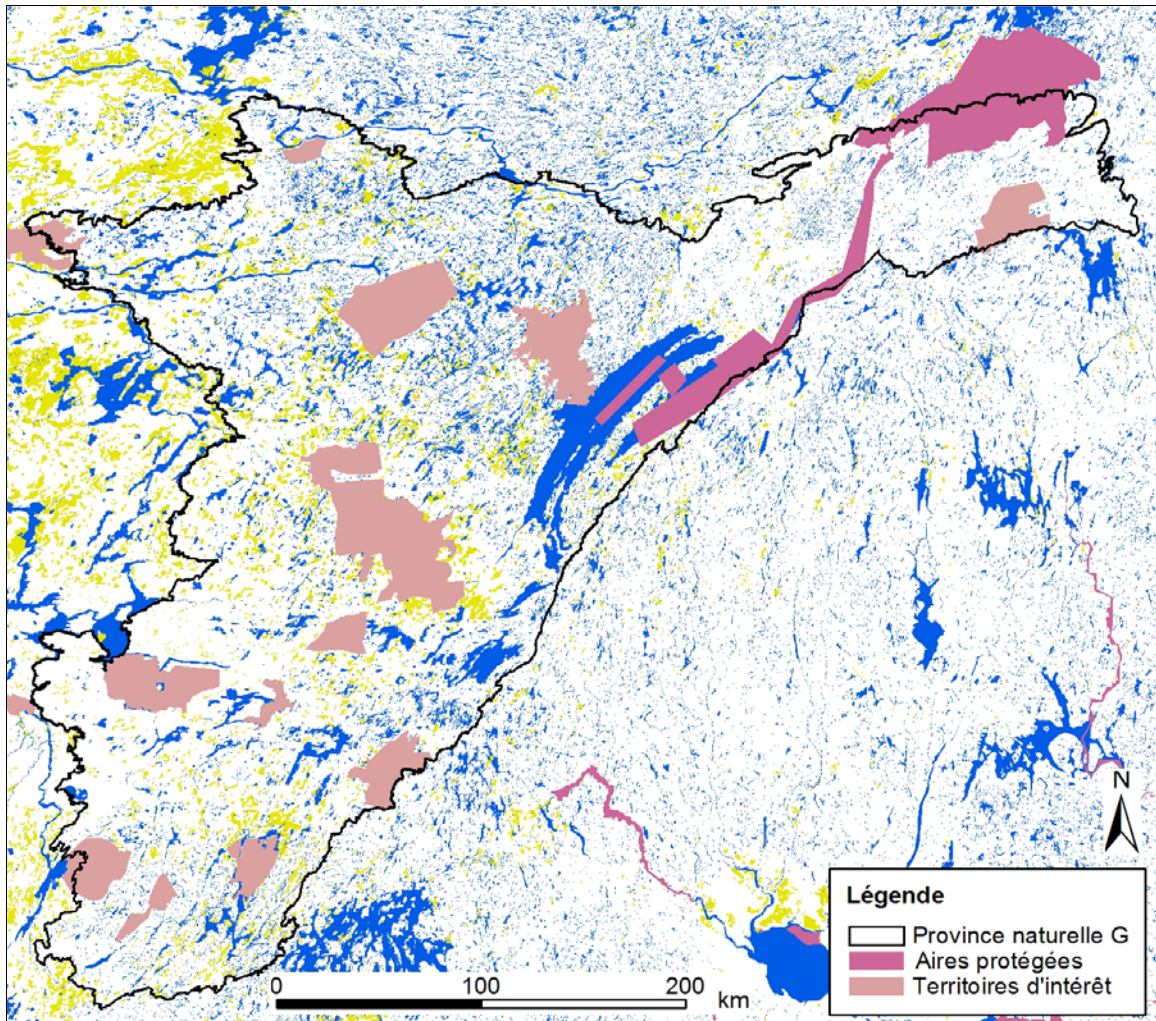 N
Légende
Province naturelle G
Aires protégées
Territoires d'intérêt
0 100 200
km